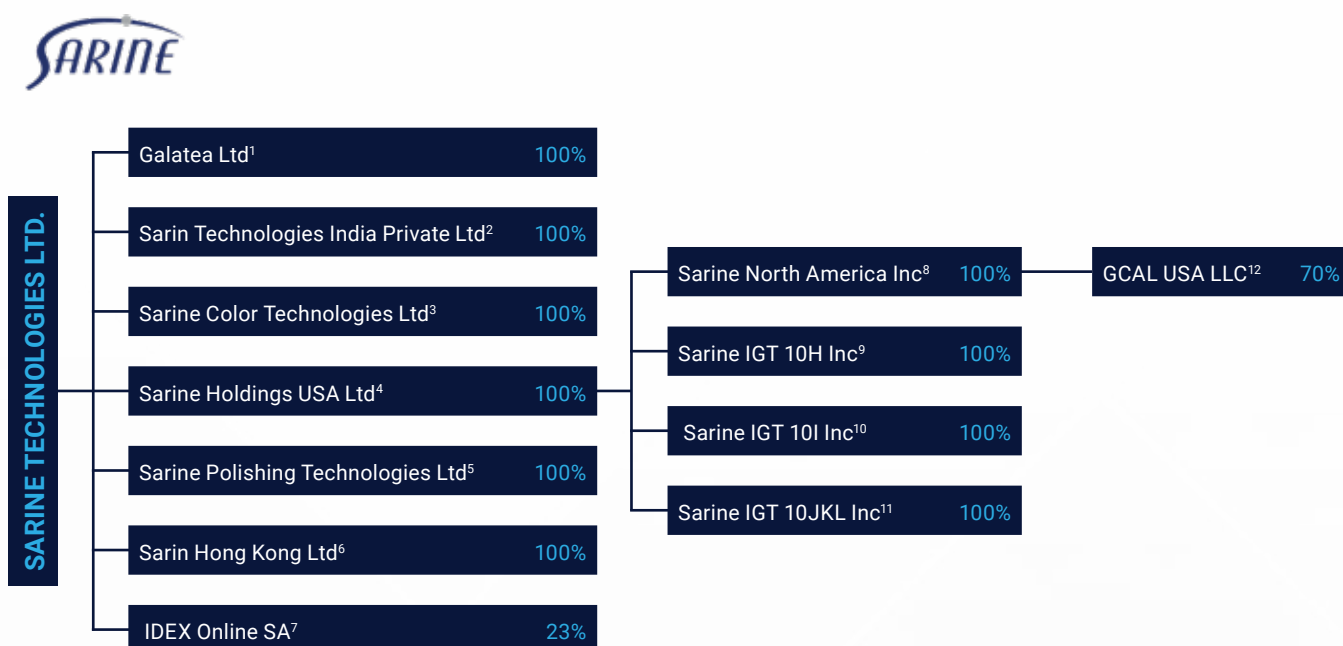 SARINE
SARINE TECHNOLOGIES LTD.
Galatea Ltd¹ 100%
Sarin Technologies India Private Ltd² 100%
Sarine Color Technologies Ltd³ 100%
Sarine Holdings USA Ltd⁴ 100%
Sarine Polishing Technologies Ltd⁵ 100%
Sarin Hong Kong Ltd⁶ 100%
IDEX Online SA⁷ 23%
Sarine North America Inc⁸ 100%
Sarine IGT 10H Inc⁹ 100%
Sarine IGT 10I Inc¹⁰ 100%
Sarine IGT 10JKL Inc¹¹ 100%
GCAL USA LLC¹² 70%